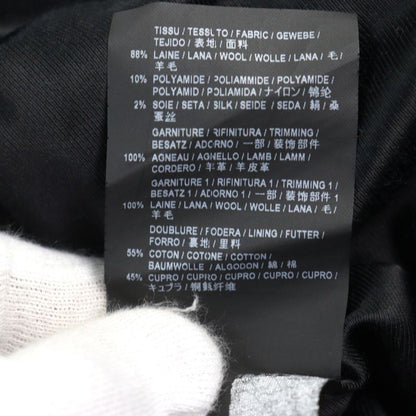 TISSU / TESSUTO / FABRIC / GEWEBE /
TEJIDO / 表地 / 面料
88% LAINE / LANA / WOOL / WOLLE / LANA / 毛 /
羊毛
10% POLYAMIDE / POLIAMMIDE / POLYAMIDE /
POLYAMID / POLIAMIDA / ナイロン / 锦纶
2% SOIE / SETA / SILK / SEIDE / SEDA / 絹 / 桑
蚕丝
GARNITURE / RIFINITURA / TRIMMING /
BESATZ / ADORNO / 一部 / 装饰部件
100% AGNEAU / AGNELLO / LAMB / LAMM /
CORDERO / 羊革 / 羊皮革
GARNITURE 1 / RIFINITURA 1 / TRIMMING 1 /
BESATZ 1 / ADORNO 1 / 一部 1 / 装饰部件 1
100% LAINE / LANA / WOOL / WOLLE / LANA / 毛 /
羊毛
DOUBLURE / FODERA / LINING / FUTTER /
FORRO / 裏地 / 里料
55% COTON / COTONE / COTTON /
BAUMWOLLE / ALGODON / 綿 / 棉
45% CUPRO / CUPRO / CUPRO / CUPRO / CUPRO /
キュプラ / 铜氨纤维